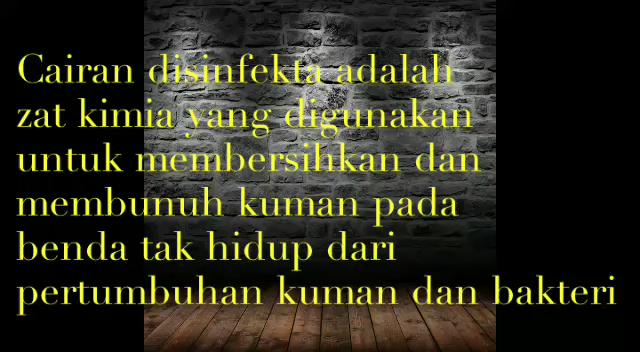 Cairan disinfekta adalah
zat kimia yang digunakan
untuk membersihkan dan
membunuh kuman pada
benda tak hidup dari
pertumbuhan kuman dan bakteri